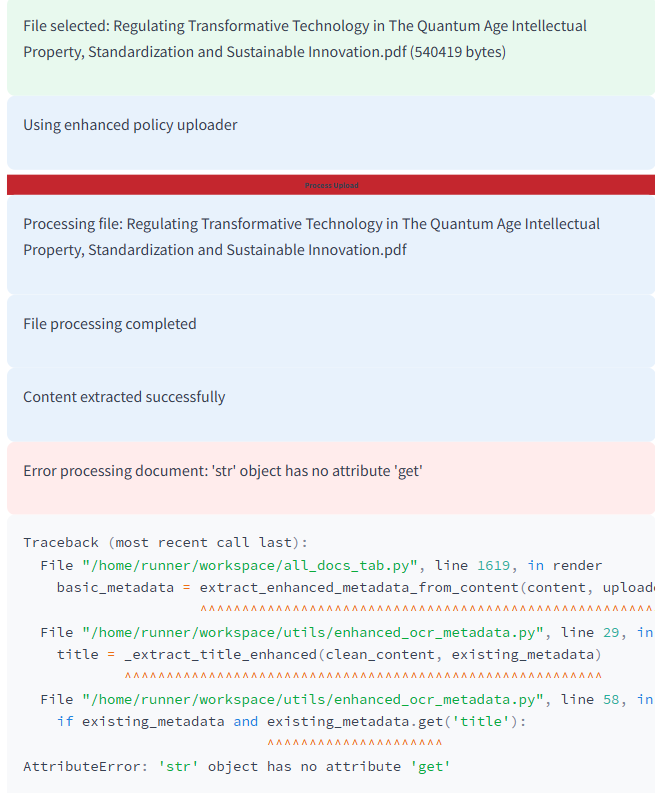 File selected: Regulating Transformative Technology in The Quantum Age Intellectual
Property, Standardization and Sustainable Innovation.pdf (540419 bytes)
Using enhanced policy uploader
Process Upload
Processing file: Regulating Transformative Technology in The Quantum Age Intellectual
Property, Standardization and Sustainable Innovation.pdf
File processing completed
Content extracted successfully
Error processing document: 'str' object has no attribute 'get'
Traceback (most recent call last):
File "/home/runner/workspace/all_docs_tab.py", line 1619, in render
basic_metadata = extract_enhanced_metadata_from_content(content, uploade
^^^^^^^^^^^^^^^^^^^^^^^^^^^^^^^^^^^^^^^^^^^^^^^^^^^^^^
File "/home/runner/workspace/utils/enhanced_ocr_metadata.py", line 29, in
title = _extract_title_enhanced(clean_content, existing_metadata)
^^^^^^^^^^^^^^^^^^^^^^^^^^^^^^^^^^^^^^^^^^^^^^^^^^^^^^^^^
File "/home/runner/workspace/utils/enhanced_ocr_metadata.py", line 58, in
if existing_metadata and existing_metadata.get('title'):
^^^^^^^^^^^^^^^^^^^^^
AttributeError: 'str' object has no attribute 'get'